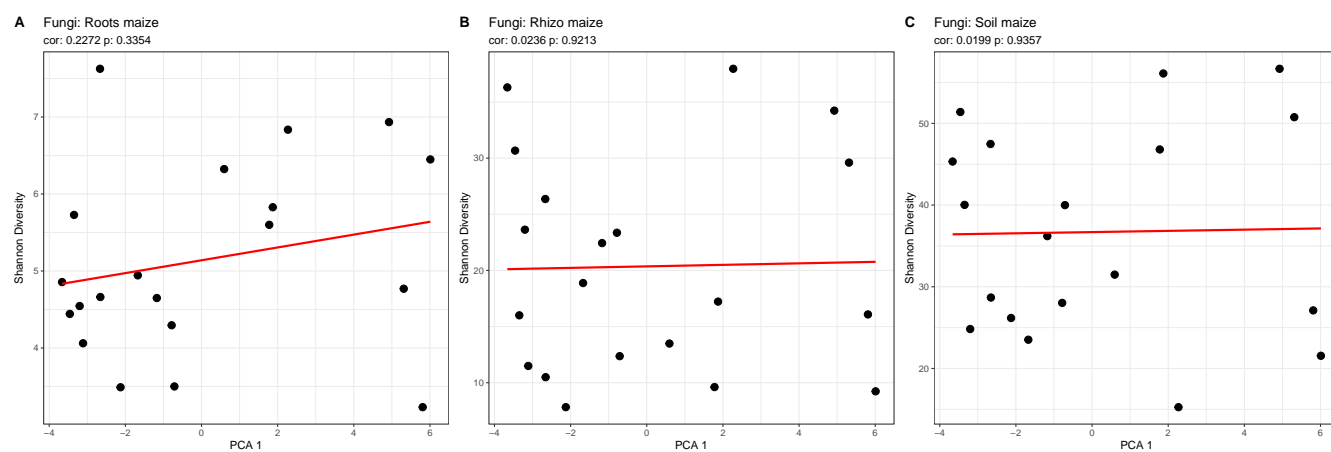 A Fungi: Roots maize
cor: 0.2272 p: 0.3354
7
6
5
4
Shannon Diversity
−4 −2 0 2 4 6
PCA 1
B Fungi: Rhizo maize
cor: 0.0236 p: 0.9213
30
20
10
Shannon Diversity
−4 −2 0 2 4 6
PCA 1
C Fungi: Soil maize
cor: 0.0199 p: 0.9357
50
40
30
20
Shannon Diversity
−4 −2 0 2 4 6
PCA 1